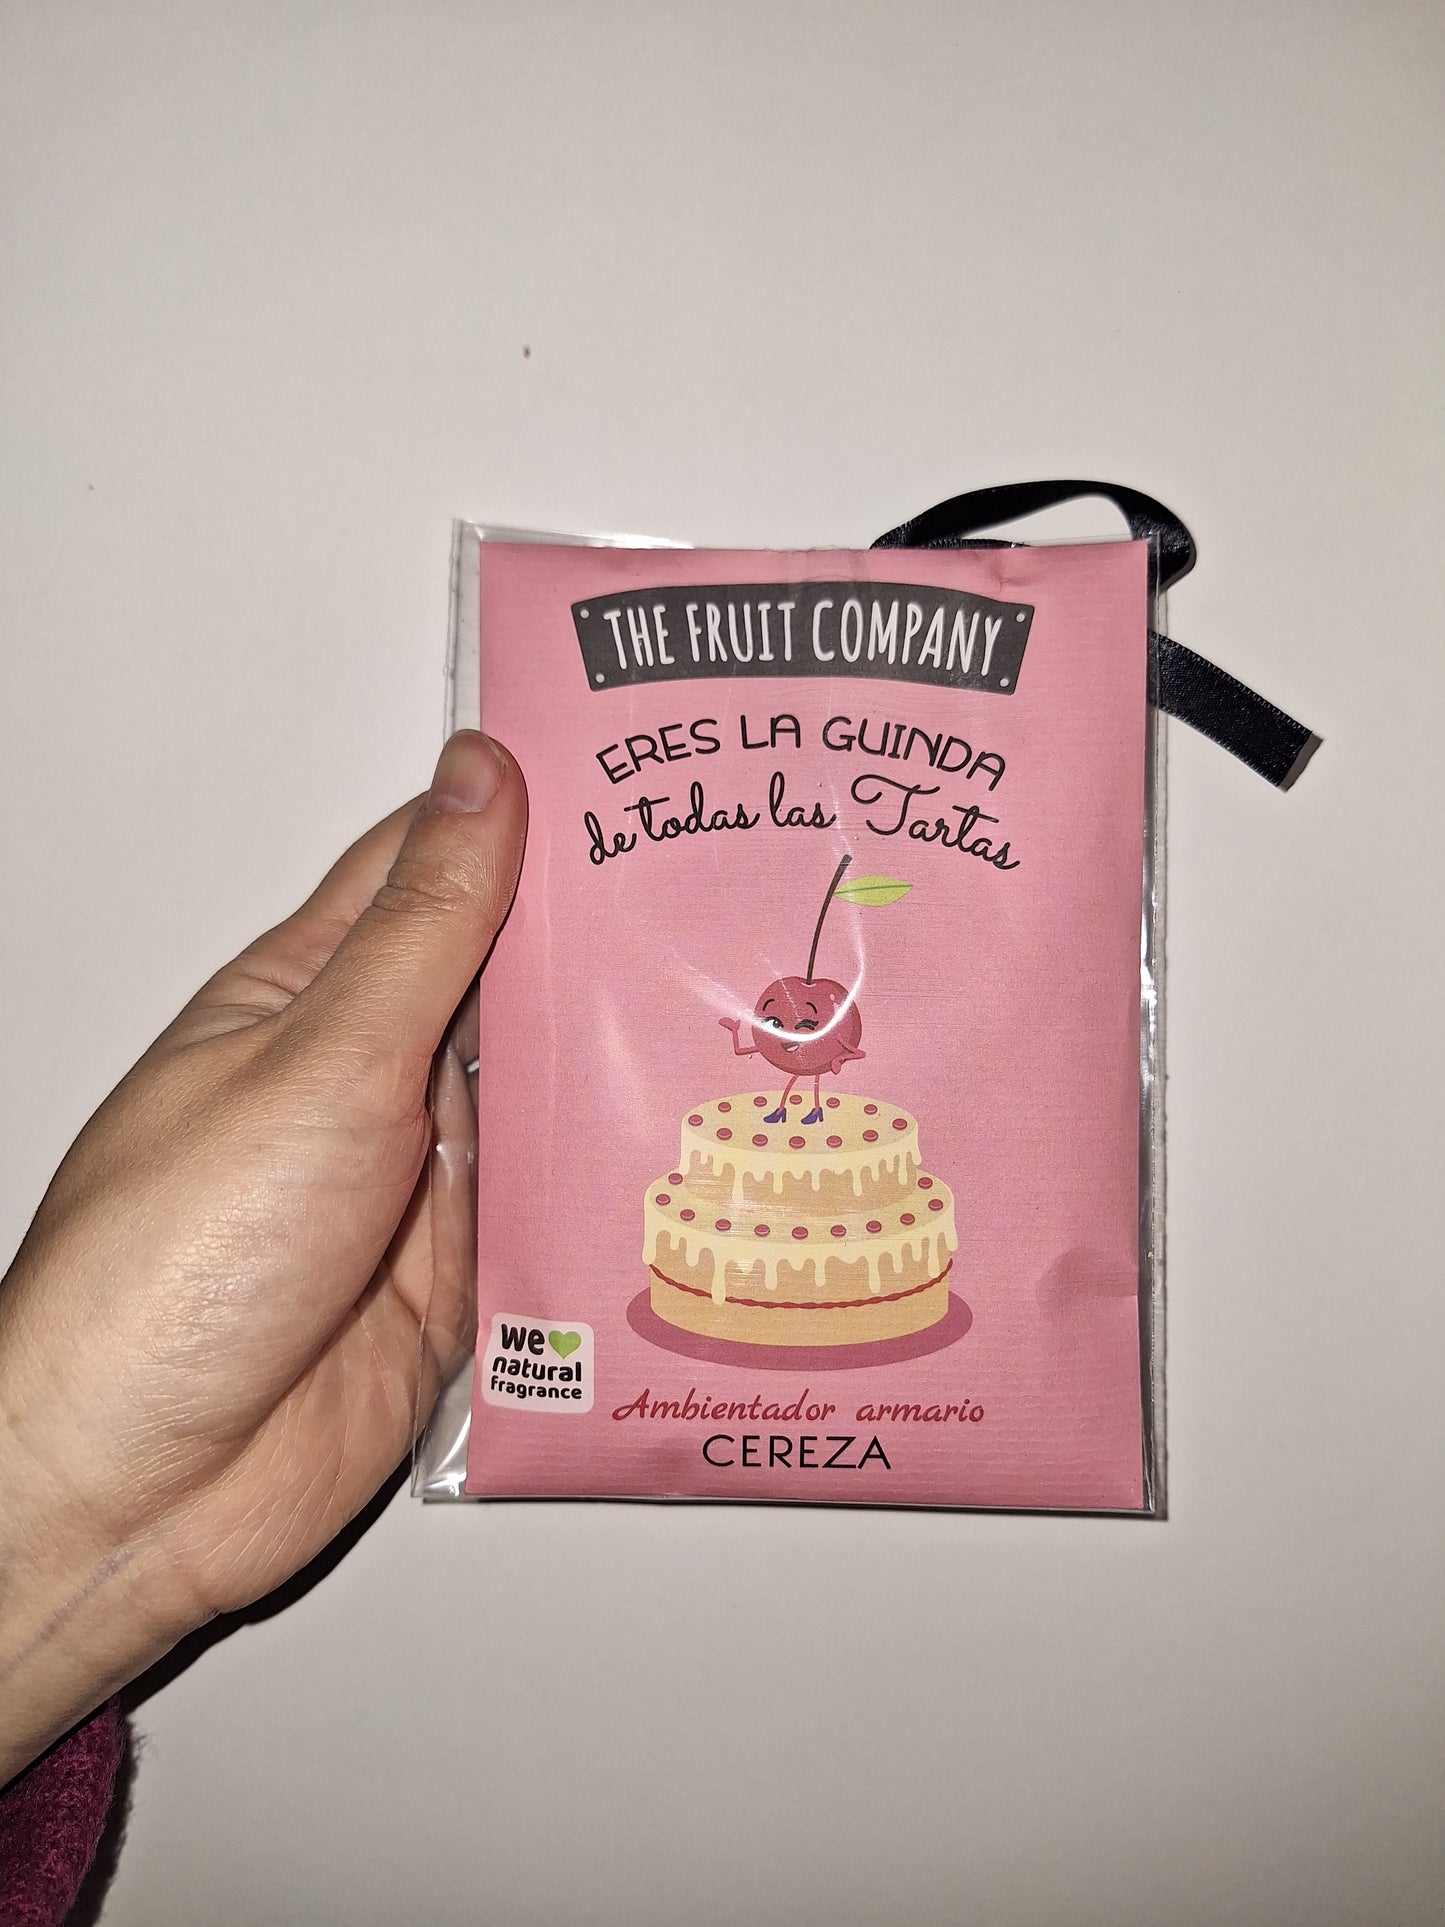 THE FRUIT COMPANY
ERES LA GUINDA
de todas las Tartas
we
natural
fragrance
Ambientador armario
CEREZA